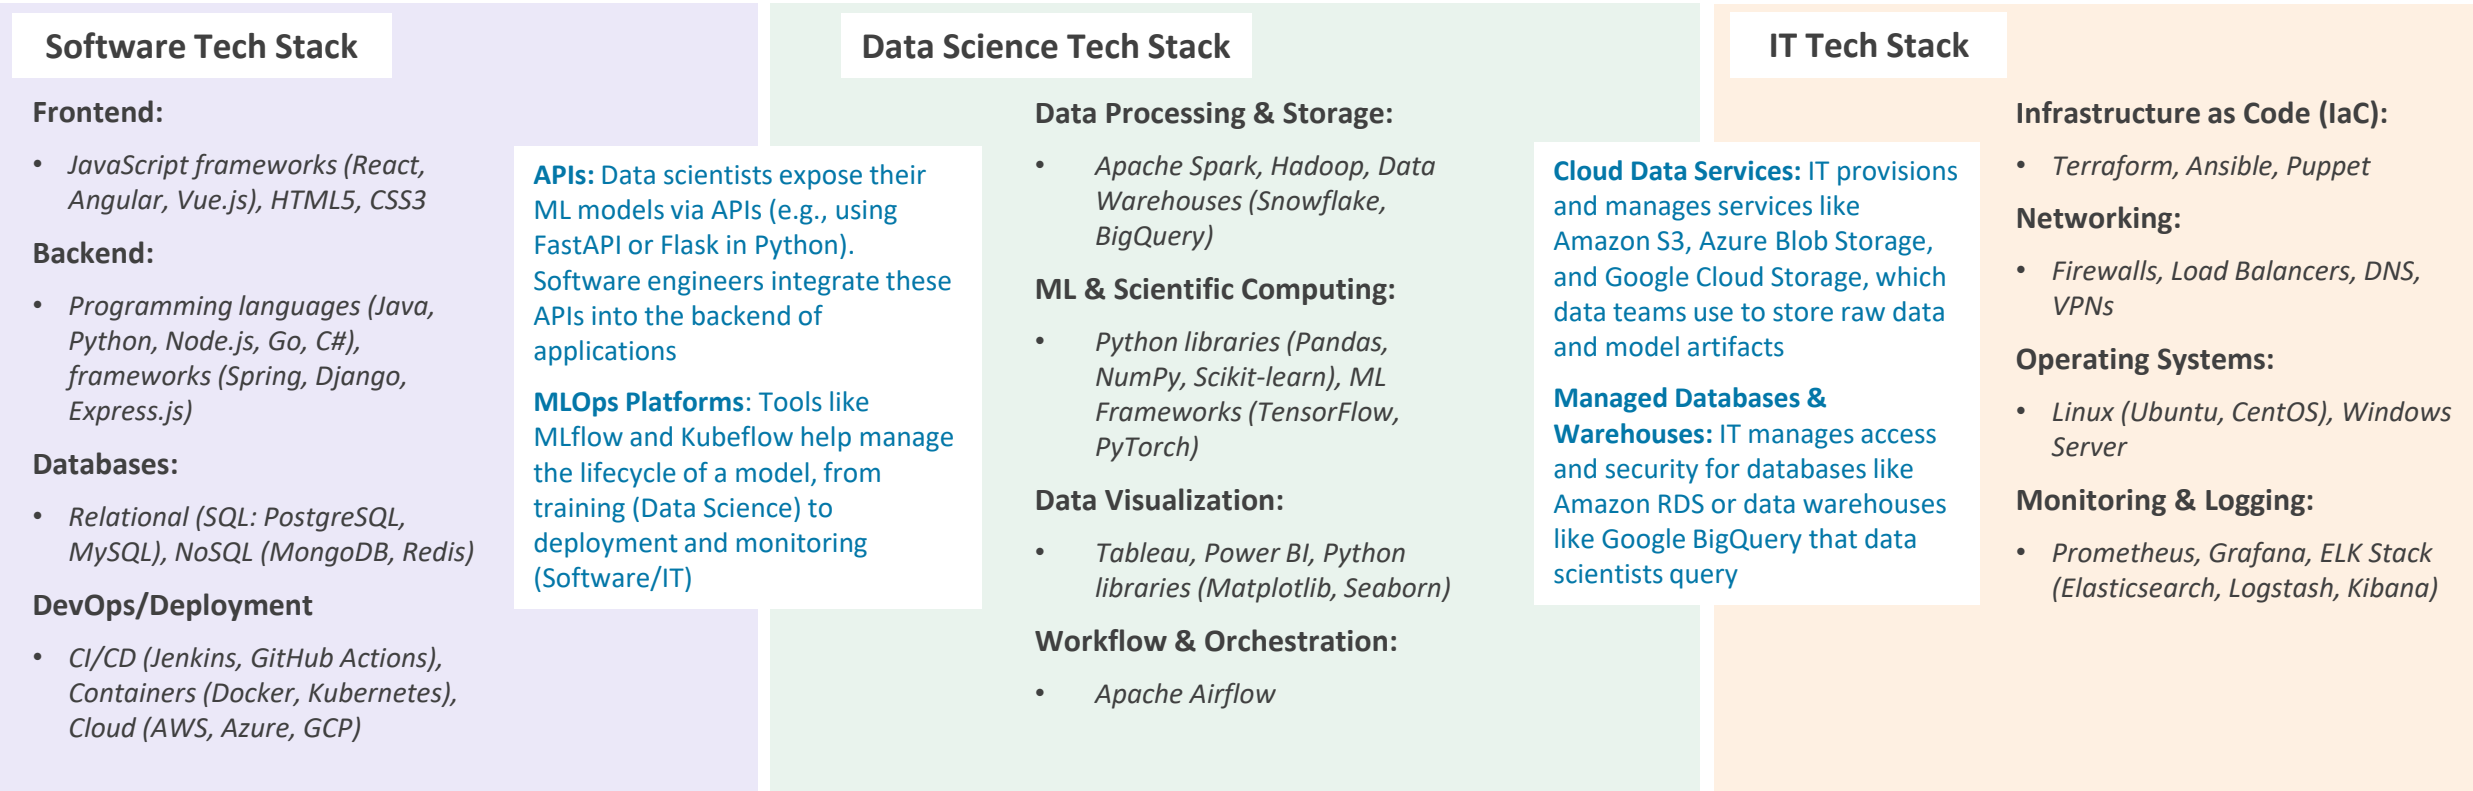 Software Tech Stack
Frontend:
• JavaScript frameworks (React,
Angular, Vue.js), HTML5, CSS3
Backend:
• Programming languages (Java,
Python, Node.js, Go, C#),
frameworks (Spring, Django,
Express.js)
Databases:
• Relational (SQL: PostgreSQL,
MySQL), NoSQL (MongoDB, Redis)
DevOps/Deployment
• CI/CD (Jenkins, GitHub Actions),
Containers (Docker, Kubernetes),
Cloud (AWS, Azure, GCP)
APIs: Data scientists expose their
ML models via APIs (e.g., using
FastAPI or Flask in Python).
Software engineers integrate these
APIs into the backend of
applications
MLOps Platforms: Tools like
MLflow and Kubeflow help manage
the lifecycle of a model, from
training (Data Science) to
deployment and monitoring
(Software/IT)
Data Science Tech Stack
Data Processing & Storage:
• Apache Spark, Hadoop, Data
Warehouses (Snowflake,
BigQuery)
ML & Scientific Computing:
• Python libraries (Pandas,
NumPy, Scikit-learn), ML
Frameworks (TensorFlow,
PyTorch)
Data Visualization:
• Tableau, Power BI, Python
libraries (Matplotlib, Seaborn)
Workflow & Orchestration:
• Apache Airflow
Cloud Data Services: IT provisions
and manages services like
Amazon S3, Azure Blob Storage,
and Google Cloud Storage, which
data teams use to store raw data
and model artifacts
Managed Databases &
Warehouses: IT manages access
and security for databases like
Amazon RDS or data warehouses
like Google BigQuery that data
scientists query
IT Tech Stack
Infrastructure as Code (IaC):
• Terraform, Ansible, Puppet
Networking:
• Firewalls, Load Balancers, DNS,
VPNs
Operating Systems:
• Linux (Ubuntu, CentOS), Windows
Server
Monitoring & Logging:
• Prometheus, Grafana, ELK Stack
(Elasticsearch, Logstash, Kibana)